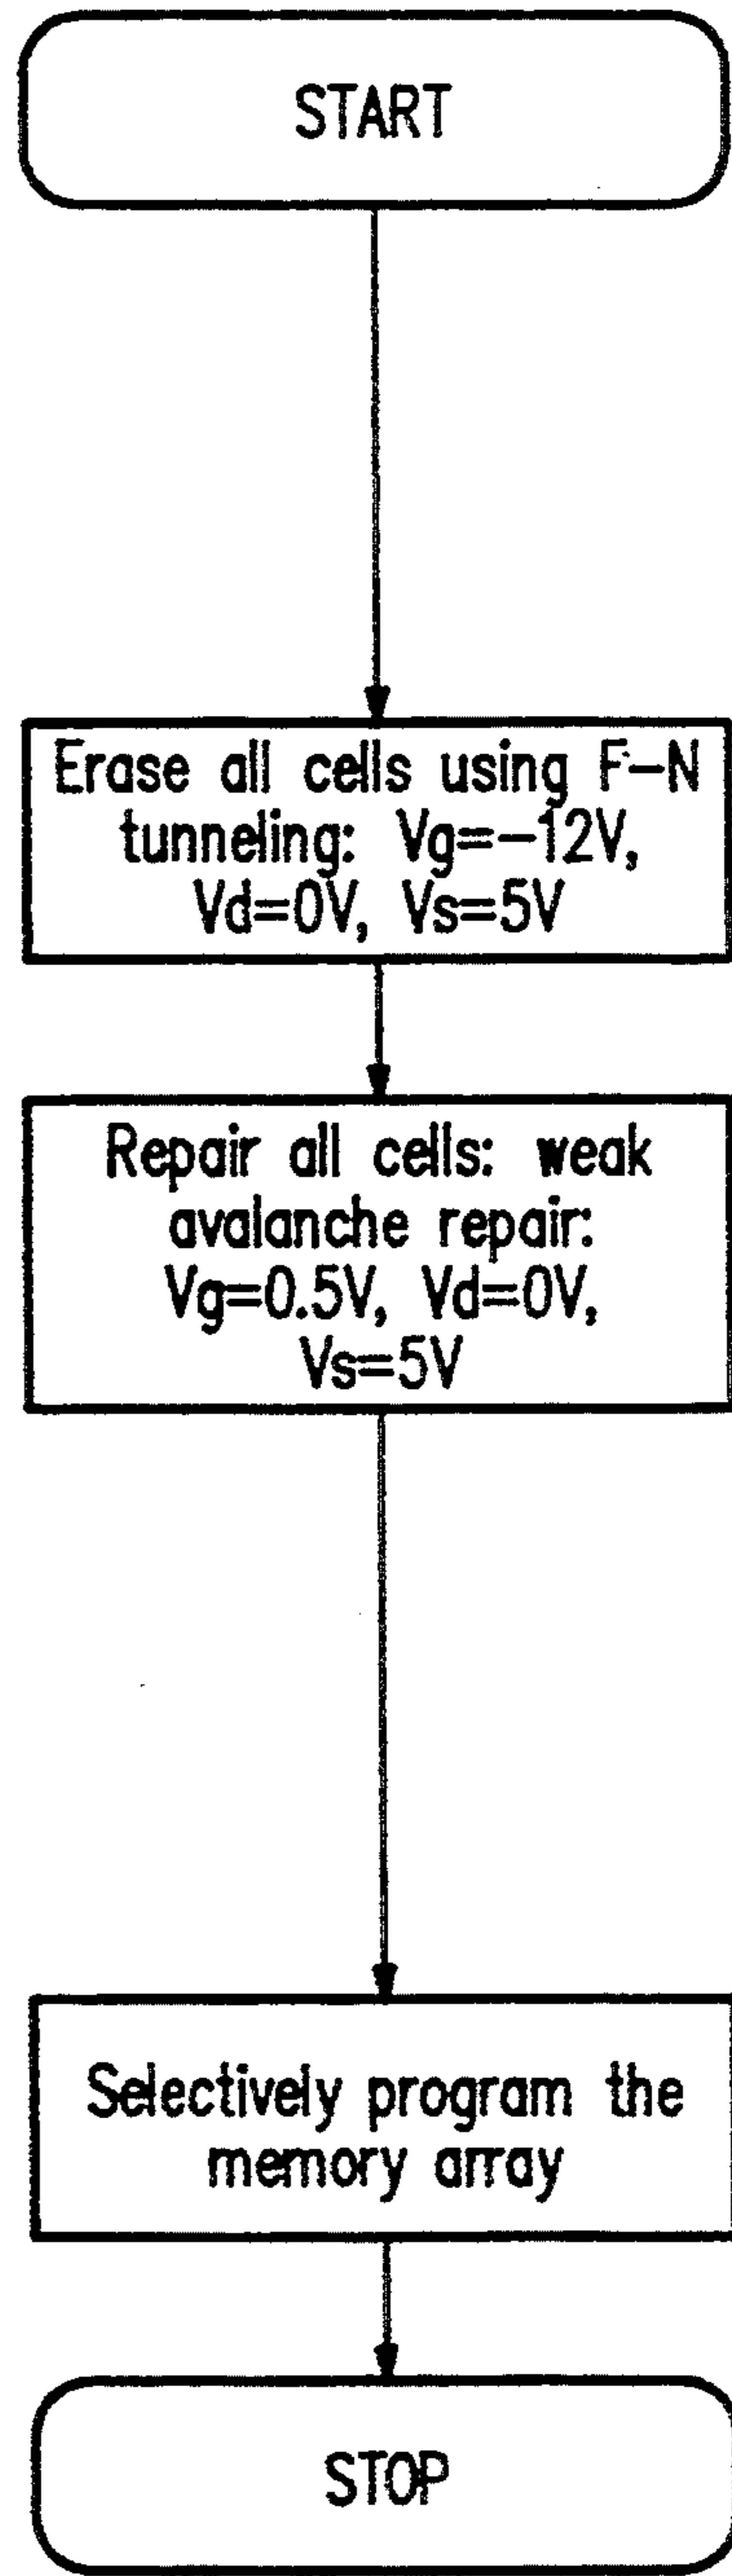 START
Erase all cells using F-N
tunneling: Vg=-12V,
Vd=0V, Vs=5V
Repair all cells: weak
avalanche repair:
Vg=0.5V, Vd=0V,
Vs=5V
Selectively program the
memory array
STOP